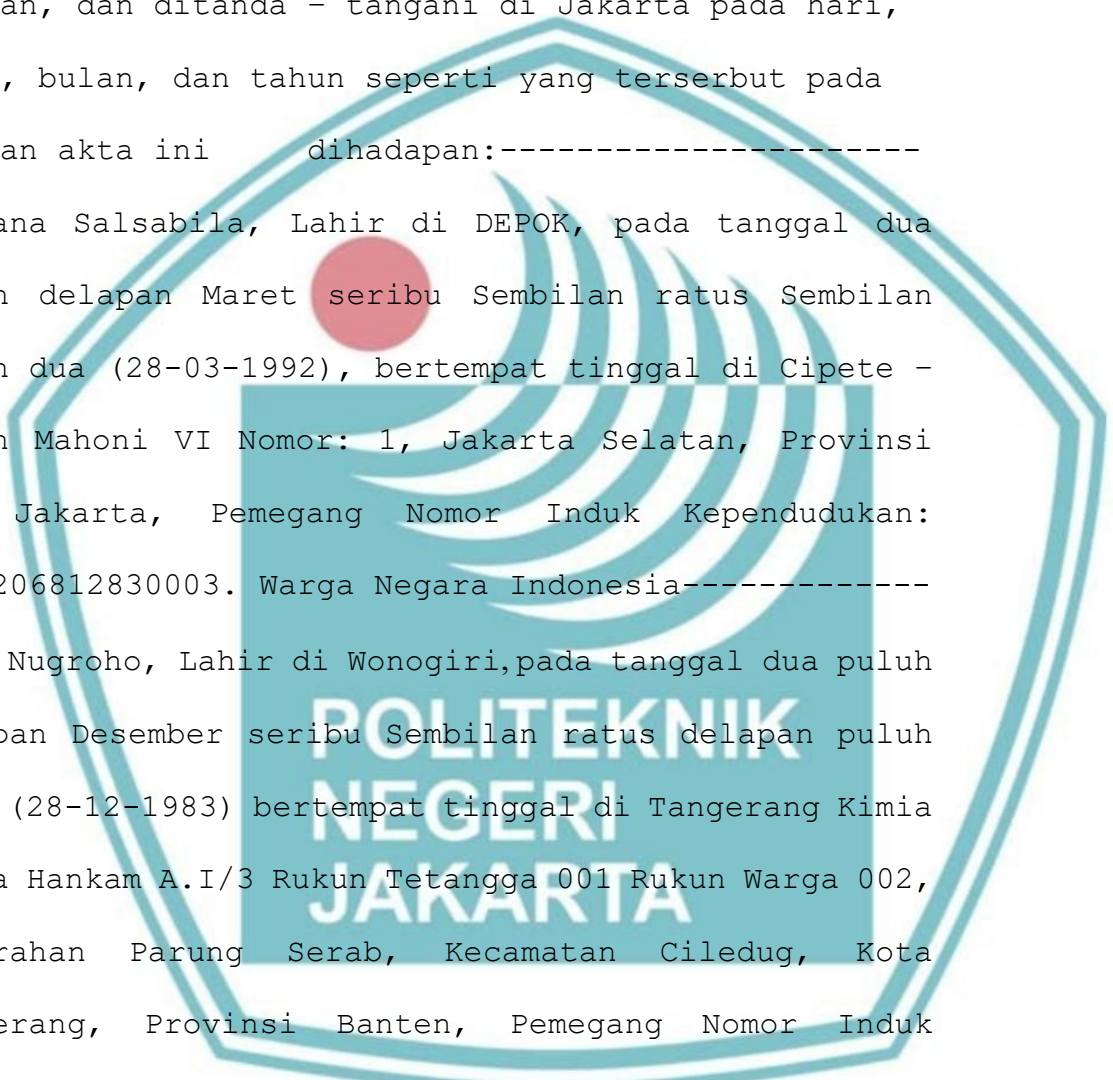 an, dan ditanda – tangani di Jakarta pada hari,
, bulan, dan tahun seperti yang terserbut pada
an akta ini dihadapan:----------------------
ana Salsabila, Lahir di DEPOK, pada tanggal dua
h delapan Maret seribu Sembilan ratus Sembilan
h dua (28-03-1992), bertempat tinggal di Cipete –
n Mahoni VI Nomor: 1, Jakarta Selatan, Provinsi
Jakarta, Pemegang Nomor Induk Kependudukan:
206812830003. Warga Negara Indonesia-------------
Nugroho, Lahir di Wonogiri,pada tanggal dua puluh
pan Desember seribu Sembilan ratus delapan puluh
(28-12-1983) bertempat tinggal di Tangerang Kimia
a Hankam A.I/3 Rukun Tetangga 001 Rukun Warga 002,
rahan Parung Serab, Kecamatan Ciledug, Kota
erang, Provinsi Banten, Pemegang Nomor Induk
POLITEKNIK
NEGERI
JAKARTA